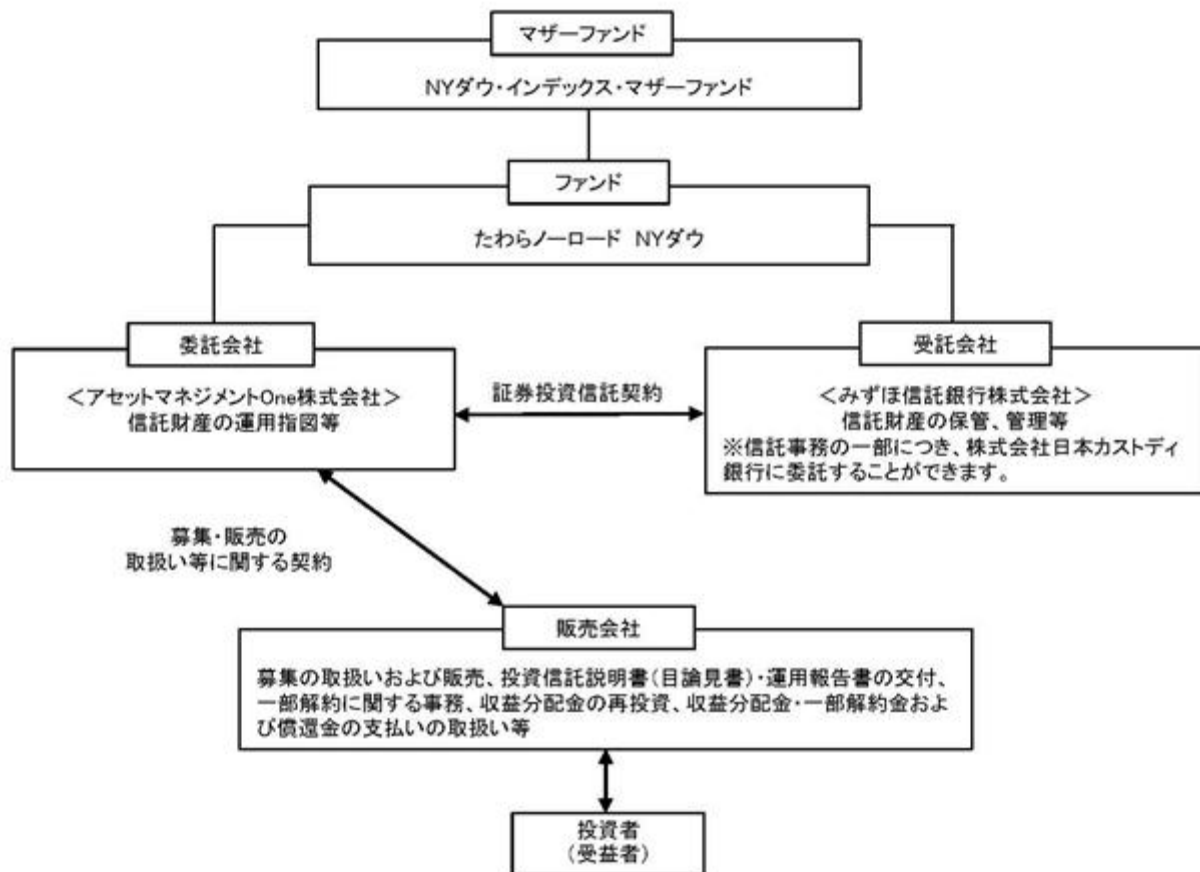 マザーファンド
NYダウ・インデックス・マザーファンド
ファンド
たわらノーロード NYダウ
委託会社
＜アセットマネジメントOne株式会社＞
信託財産の運用指図等
証券投資信託契約
受託会社
＜みずほ信託銀行株式会社＞
信託財産の保管、管理等
※信託事務の一部につき、株式会社日本カストディ
銀行に委託することができます。
募集・販売の
取扱い等に関する契約
販売会社
募集の取扱いおよび販売、投資信託説明書(目論見書)・運用報告書の交付、
一部解約に関する事務、収益分配金の再投資、収益分配金・一部解約金およ
び償還金の支払いの取扱い等
投資者
(受益者)